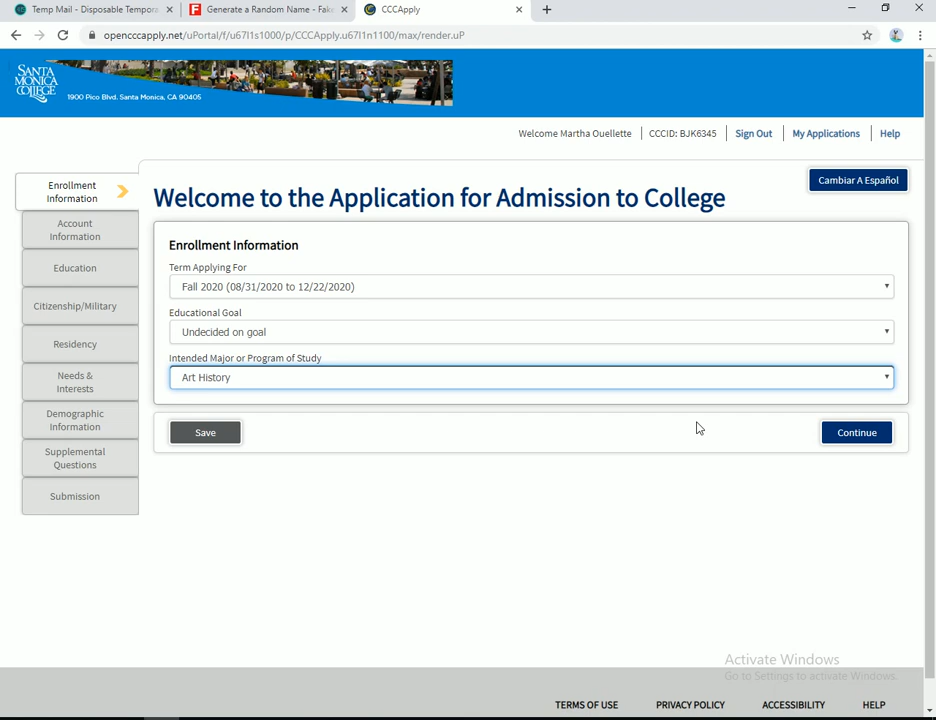 Temp Mail - Disposable Tempora
Generate a Random Name - Fak
CCCApply
opencccapply.net/uPortal/f/u67l1s1000/p/CCCApply.u67l1n1100/max/render.uP
SANTA
MONICA
COLLEGE
1900 Pico Blvd. Santa Monica, CA 90405
Welcome Martha Ouellette
CCCID: BJK6345
Sign Out
My Applications
Help
Cambiar A Español
Enrollment
Information
Account
Information
Education
Citizenship/Military
Residency
Needs &
Interests
Demographic
Information
Supplemental
Questions
Submission
Welcome to the Application for Admission to College
Enrollment Information
Term Applying For
Fall 2020 (08/31/2020 to 12/22/2020)
Educational Goal
Undecided on goal
Intended Major or Program of Study
Art History
Save
Continue
Activate Windows
Go to Settings to activate Windows.
TERMS OF USE
PRIVACY POLICY
ACCESSIBILITY
HELP